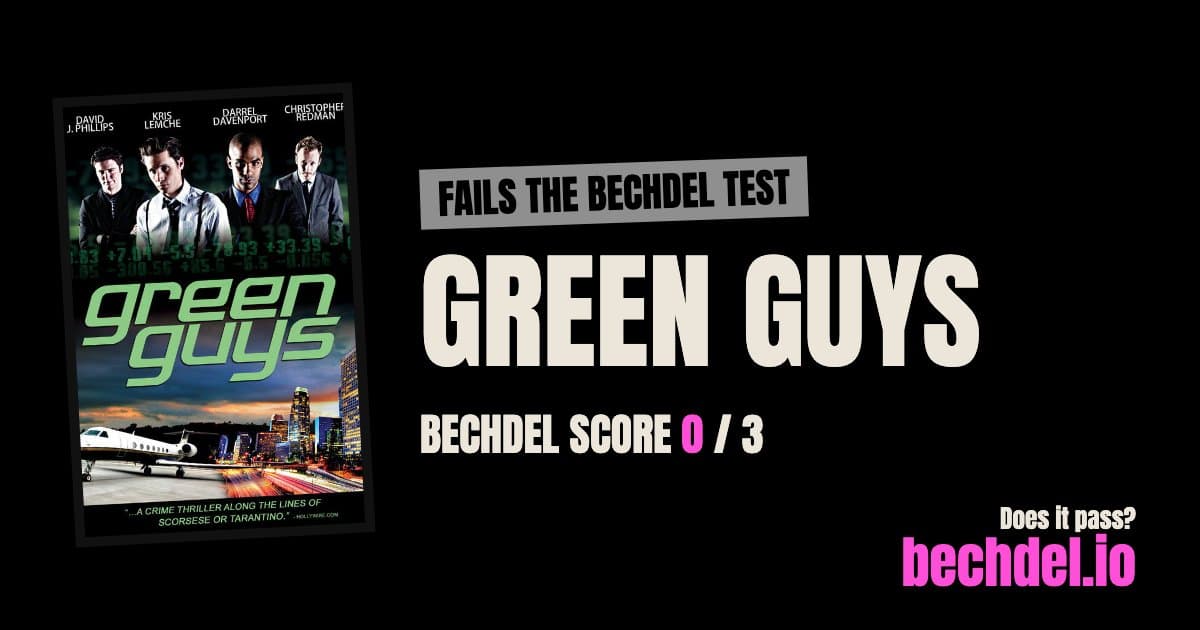 DAVID
J. PHILLIPS
KRIS
LEMCHE
DARREL
DAVENPORT
CHRISTOPHER
REDMAN
green
guys
"...A CRIME THRILLER ALONG THE LINES OF
SCORSESE OR TARANTINO."
FAILS THE BECHDEL TEST
GREEN GUYS
BECHDEL SCORE 0 / 3
Does it pass?
bechdel.io